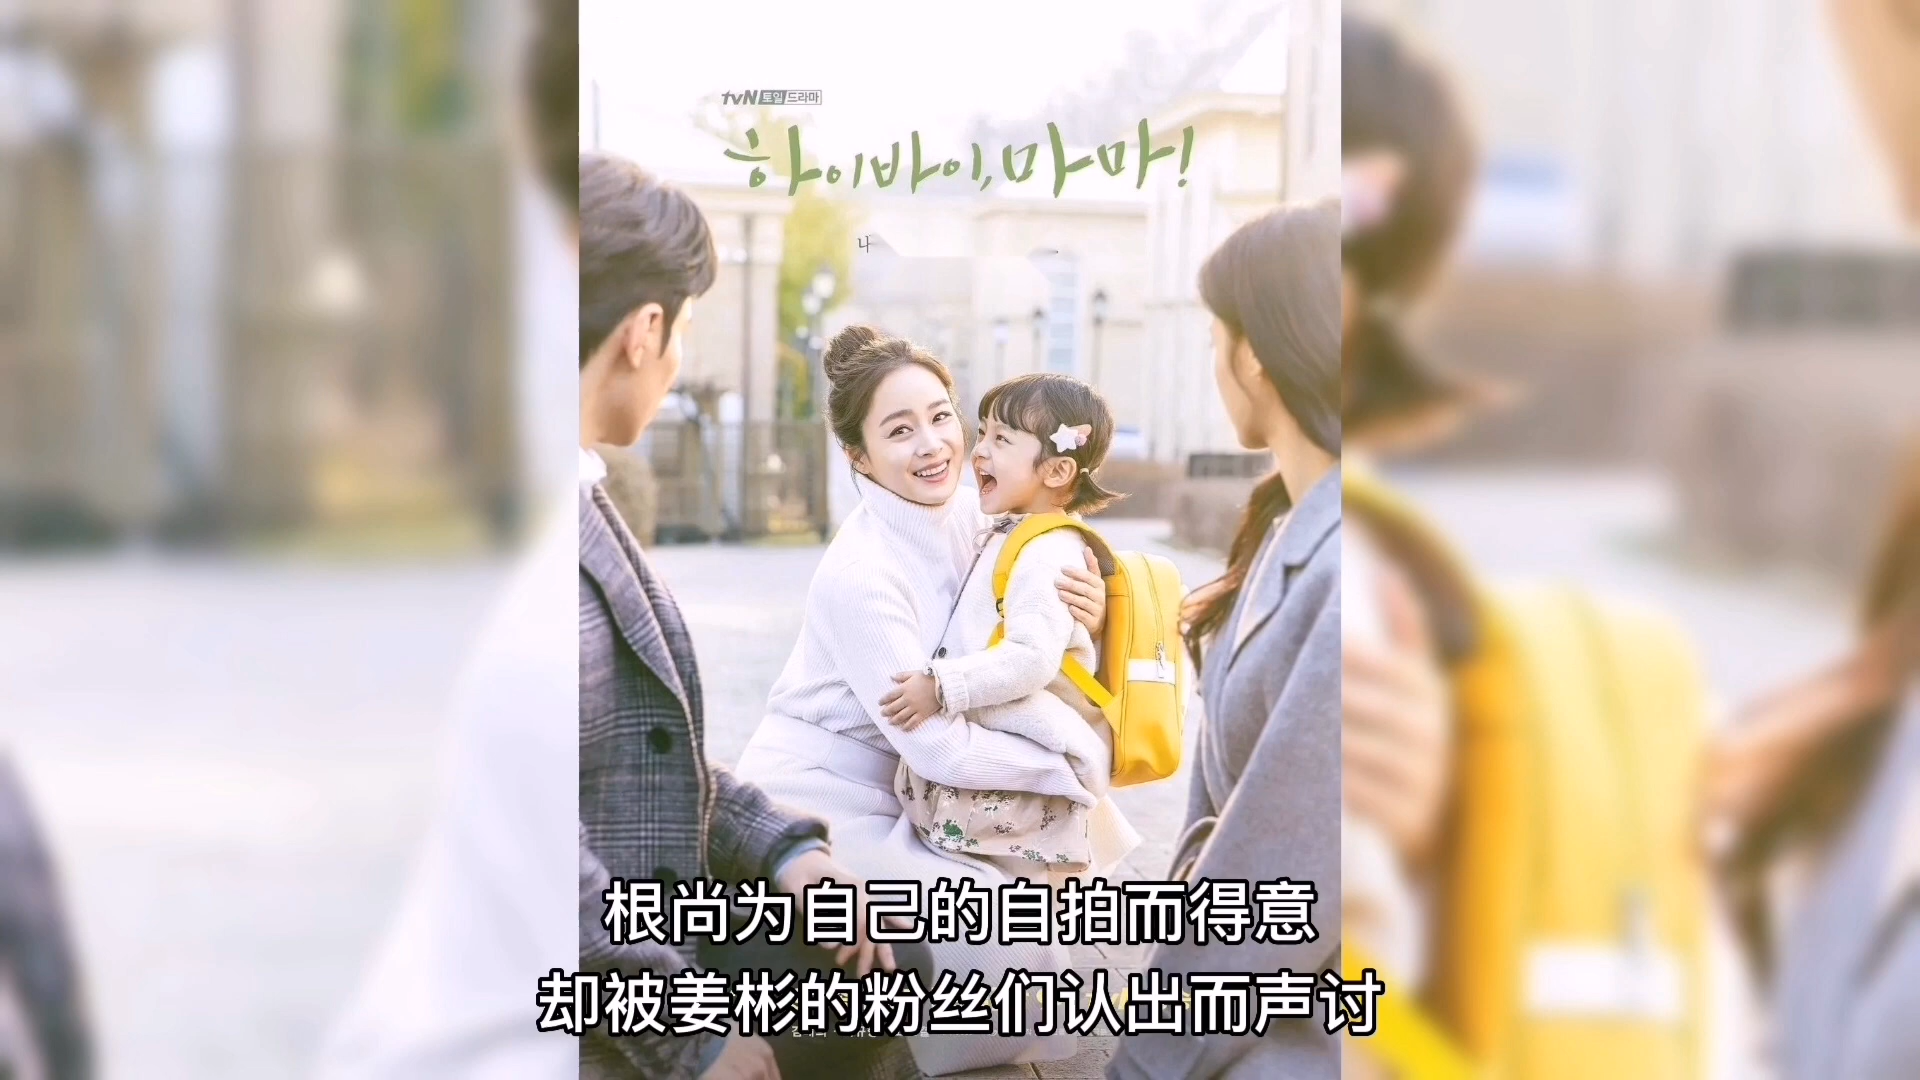 tvN 토일드라마
하이바이,마마!
나
根尚为自己的自拍而得意
却被姜彬的粉丝们认出而声讨